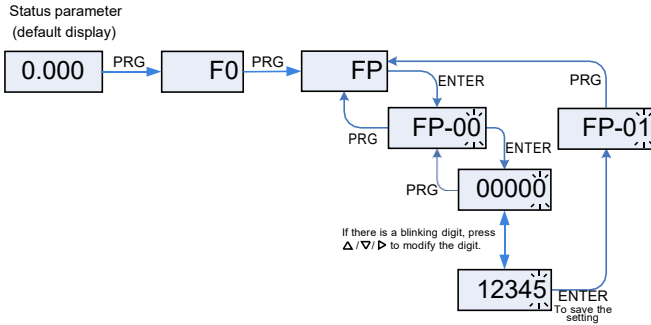 Status parameter
(default display)
0.000
PRG
F0
PRG
FP
ENTER
PRG
PRG
FP-00
FP-01
ENTER
PRG
00000
If there is a blinking digit, press
△ /▽/ ▷ to modify the digit.
12345
ENTER
To save the
setting